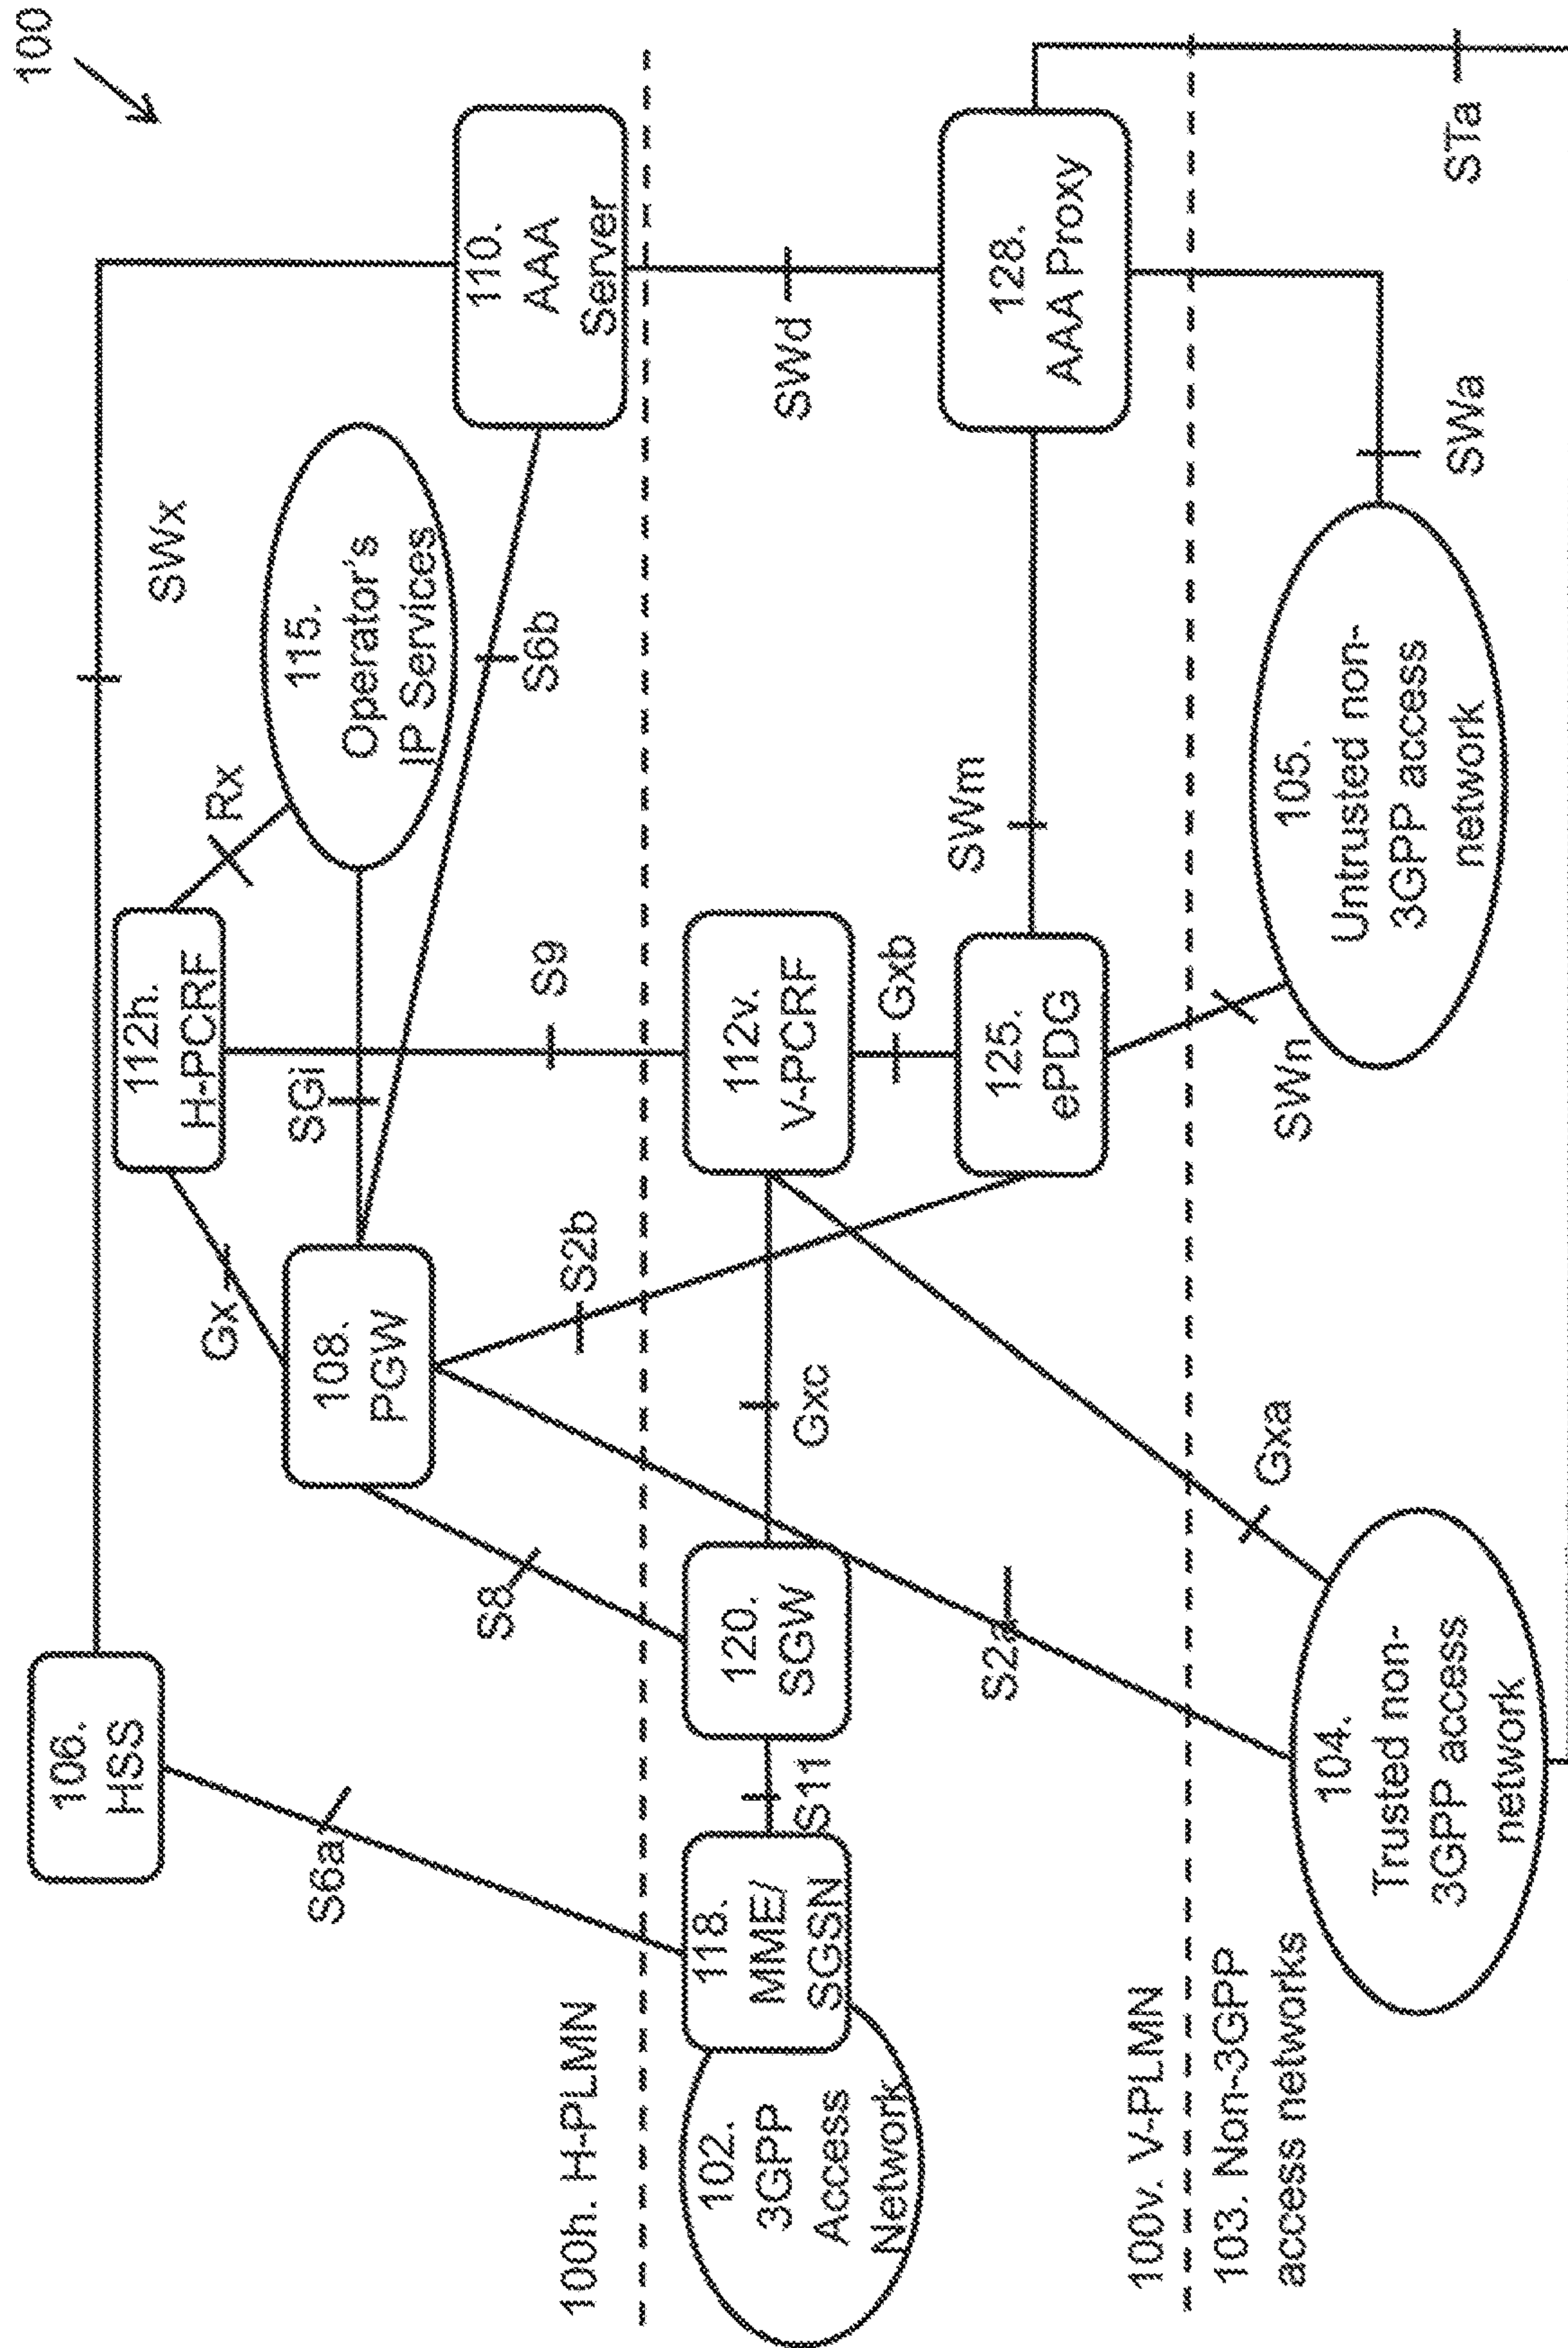 100
106.
HSS
SWx
112h.
H-PCRF
Rx
115.
Operator's
IP Services
110.
AAA
Server
Gx
SGi
108.
PGW
S6b
S6a
S8
S2b
S9
100h. H-PLMN
102.
3GPP
Access
Network
118.
MME/
SGSN
S11
120.
SGW
Gxc
112v.
V-PCRF
SWd
Gxb
SWm
125.
ePDG
128.
AAA Proxy
S2a
100v. V-PLMN
103. Non-3GPP
access networks
104.
Trusted non-
3GPP access
network
Gxa
SWn
105.
Untrusted non-
3GPP access
network
SWa
STa